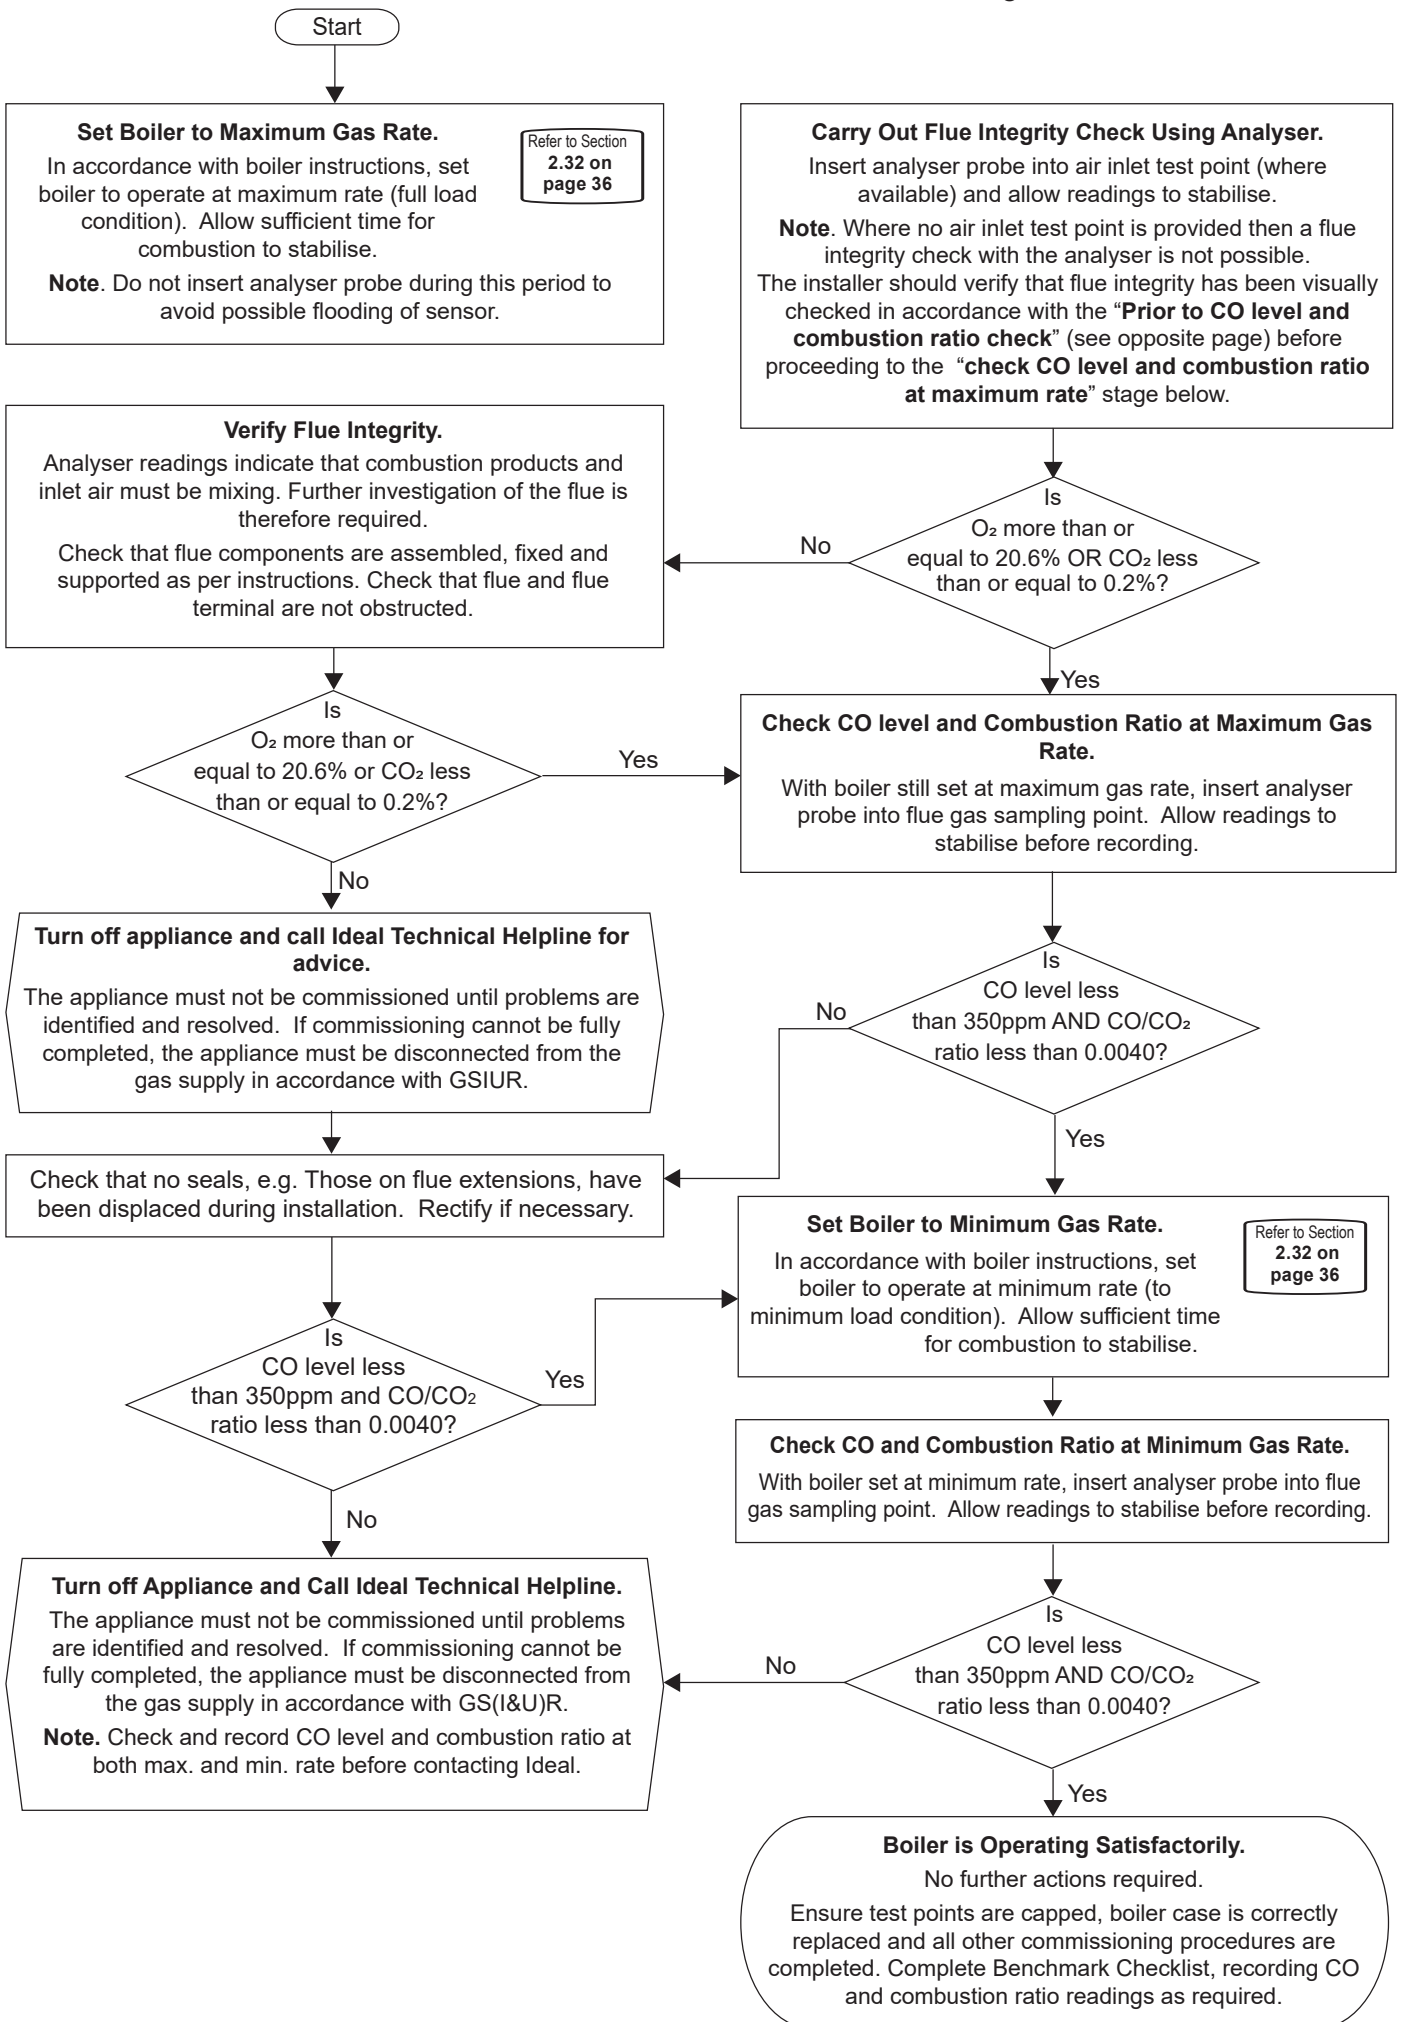 Start
Set Boiler to Maximum Gas Rate.
In accordance with boiler instructions, set
boiler to operate at maximum rate (full load
condition).  Allow sufficient time for
combustion to stabilise.
Note. Do not insert analyser probe during this period to
avoid possible flooding of sensor.
Refer to Section
2.32 on
page 36
Carry Out Flue Integrity Check Using Analyser.
Insert analyser probe into air inlet test point (where
available) and allow readings to stabilise.
Note. Where no air inlet test point is provided then a flue
integrity check with the analyser is not possible.
The installer should verify that flue integrity has been visually
checked in accordance with the “Prior to CO level and
combustion ratio check” (see opposite page) before
proceeding to the  “check CO level and combustion ratio
at maximum rate” stage below.
Verify Flue Integrity.
Analyser readings indicate that combustion products and
inlet air must be mixing. Further investigation of the flue is
therefore required.
Check that flue components are assembled, fixed and
supported as per instructions. Check that flue and flue
terminal are not obstructed.
No
Is
O₂ more than or
equal to 20.6% OR CO₂ less
than or equal to 0.2%?
Yes
Is
O₂ more than or
equal to 20.6% or CO₂ less
than or equal to 0.2%?
Yes
No
Check CO level and Combustion Ratio at Maximum Gas
Rate.
With boiler still set at maximum gas rate, insert analyser
probe into flue gas sampling point.  Allow readings to
stabilise before recording.
Turn off appliance and call Ideal Technical Helpline for
advice.
The appliance must not be commissioned until problems are
identified and resolved.  If commissioning cannot be fully
completed, the appliance must be disconnected from the
gas supply in accordance with GSIUR.
No
Is
CO level less
than 350ppm AND CO/CO₂
ratio less than 0.0040?
Yes
Check that no seals, e.g. Those on flue extensions, have
been displaced during installation.  Rectify if necessary.
Set Boiler to Minimum Gas Rate.
In accordance with boiler instructions, set
boiler to operate at minimum rate (to
minimum load condition).  Allow sufficient time
for combustion to stabilise.
Refer to Section
2.32 on
page 36
Is
CO level less
than 350ppm and CO/CO₂
ratio less than 0.0040?
Yes
No
Check CO and Combustion Ratio at Minimum Gas Rate.
With boiler set at minimum rate, insert analyser probe into flue
gas sampling point.  Allow readings to stabilise before recording.
Turn off Appliance and Call Ideal Technical Helpline.
The appliance must not be commissioned until problems
are identified and resolved.  If commissioning cannot be
fully completed, the appliance must be disconnected from
the gas supply in accordance with GS(I&U)R.
Note. Check and record CO level and combustion ratio at
both max. and min. rate before contacting Ideal.
No
Is
CO level less
than 350ppm AND CO/CO₂
ratio less than 0.0040?
Yes
Boiler is Operating Satisfactorily.
No further actions required.
Ensure test points are capped, boiler case is correctly
replaced and all other commissioning procedures are
completed. Complete Benchmark Checklist, recording CO
and combustion ratio readings as required.